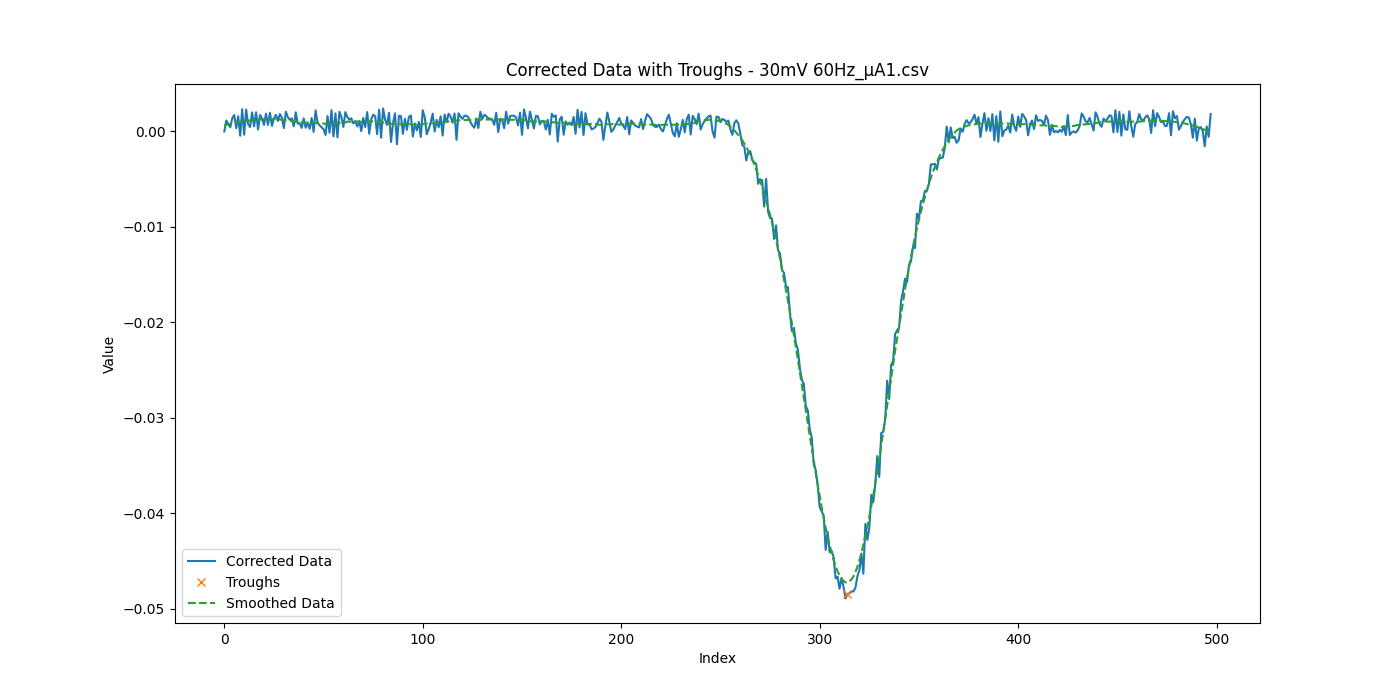 Corrected Data with Troughs - 30mV 60Hz_μA1.csv
0.00
−0.01
−0.02
−0.03
−0.04
−0.05
Value
Corrected Data
Troughs
Smoothed Data
0 100 200 300 400 500
Index